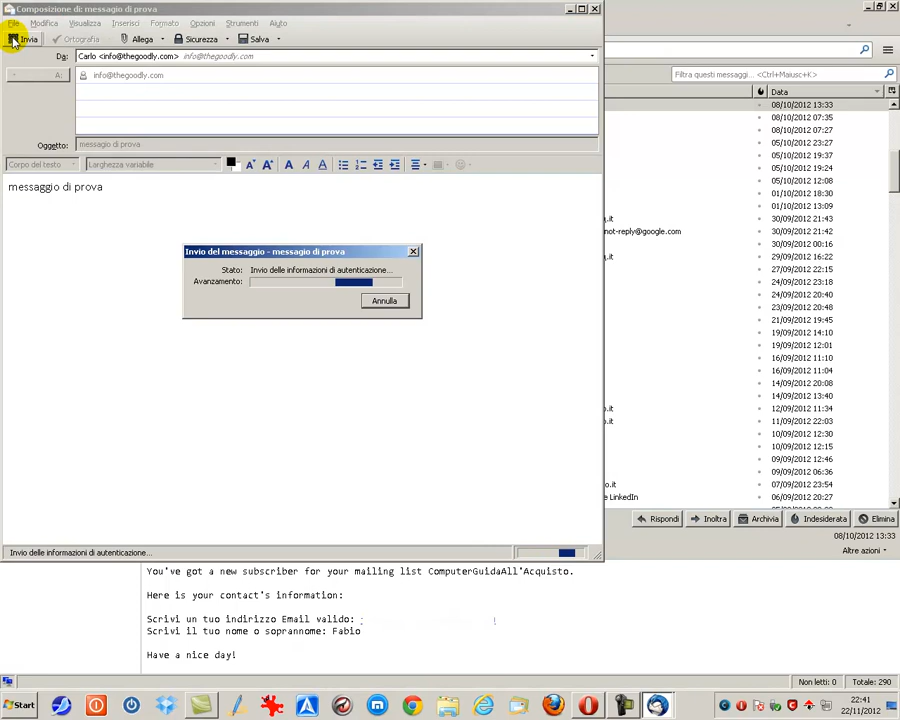 Composizione di: messagio di prova
File Modifica Visualizza Inserisci Formato Opzioni Strumenti Aiuto
Invia Ortografia Allega Sicurezza Salva
Da: Carlo <info@thegoodly.com> info@thegoodly.com
A: info@thegoodly.com
Filtra questi messaggi... <Ctrl+Maiusc+K>
Data
Oggetto: messagio di prova
Corpo del testo Larghezza variabile
messaggio di prova
08/10/2012 13:33
08/10/2012 07:35
08/10/2012 07:27
05/10/2012 23:27
05/10/2012 19:37
05/10/2012 19:24
05/10/2012 12:08
01/10/2012 18:30
01/10/2012 13:09
.it 30/09/2012 21:43
not-reply@google.com 30/09/2012 21:42
30/09/2012 00:16
.it 29/09/2012 16:22
27/09/2012 22:15
24/09/2012 23:18
24/09/2012 20:40
23/09/2012 20:48
21/09/2012 19:45
19/09/2012 14:10
19/09/2012 12:01
16/09/2012 11:10
16/09/2012 11:04
14/09/2012 20:08
14/09/2012 13:40
o.it 12/09/2012 11:34
o.it 11/09/2012 22:03
10/09/2012 12:30
10/09/2012 12:15
09/09/2012 12:46
09/09/2012 06:36
o.it 07/09/2012 23:54
e LinkedIn 06/09/2012 20:27
Invio del messaggio - messagio di prova
Stato: Invio delle informazioni di autenticazione...
Avanzamento:
Annulla
Rispondi Inoltra Archivia Indesiderata Elimina
08/10/2012 13:33
Altre azioni
Invio delle informazioni di autenticazione...
You've got a new subscriber for your mailing list ComputerGuidaAll'Acquisto.
Here is your contact's information:
Scrivi un tuo indirizzo Email valido:
Scrivi il tuo nome o soprannome: Fabio
Have a nice day!
Non letti: 0 Totale: 290
Start
22:41
22/11/2012